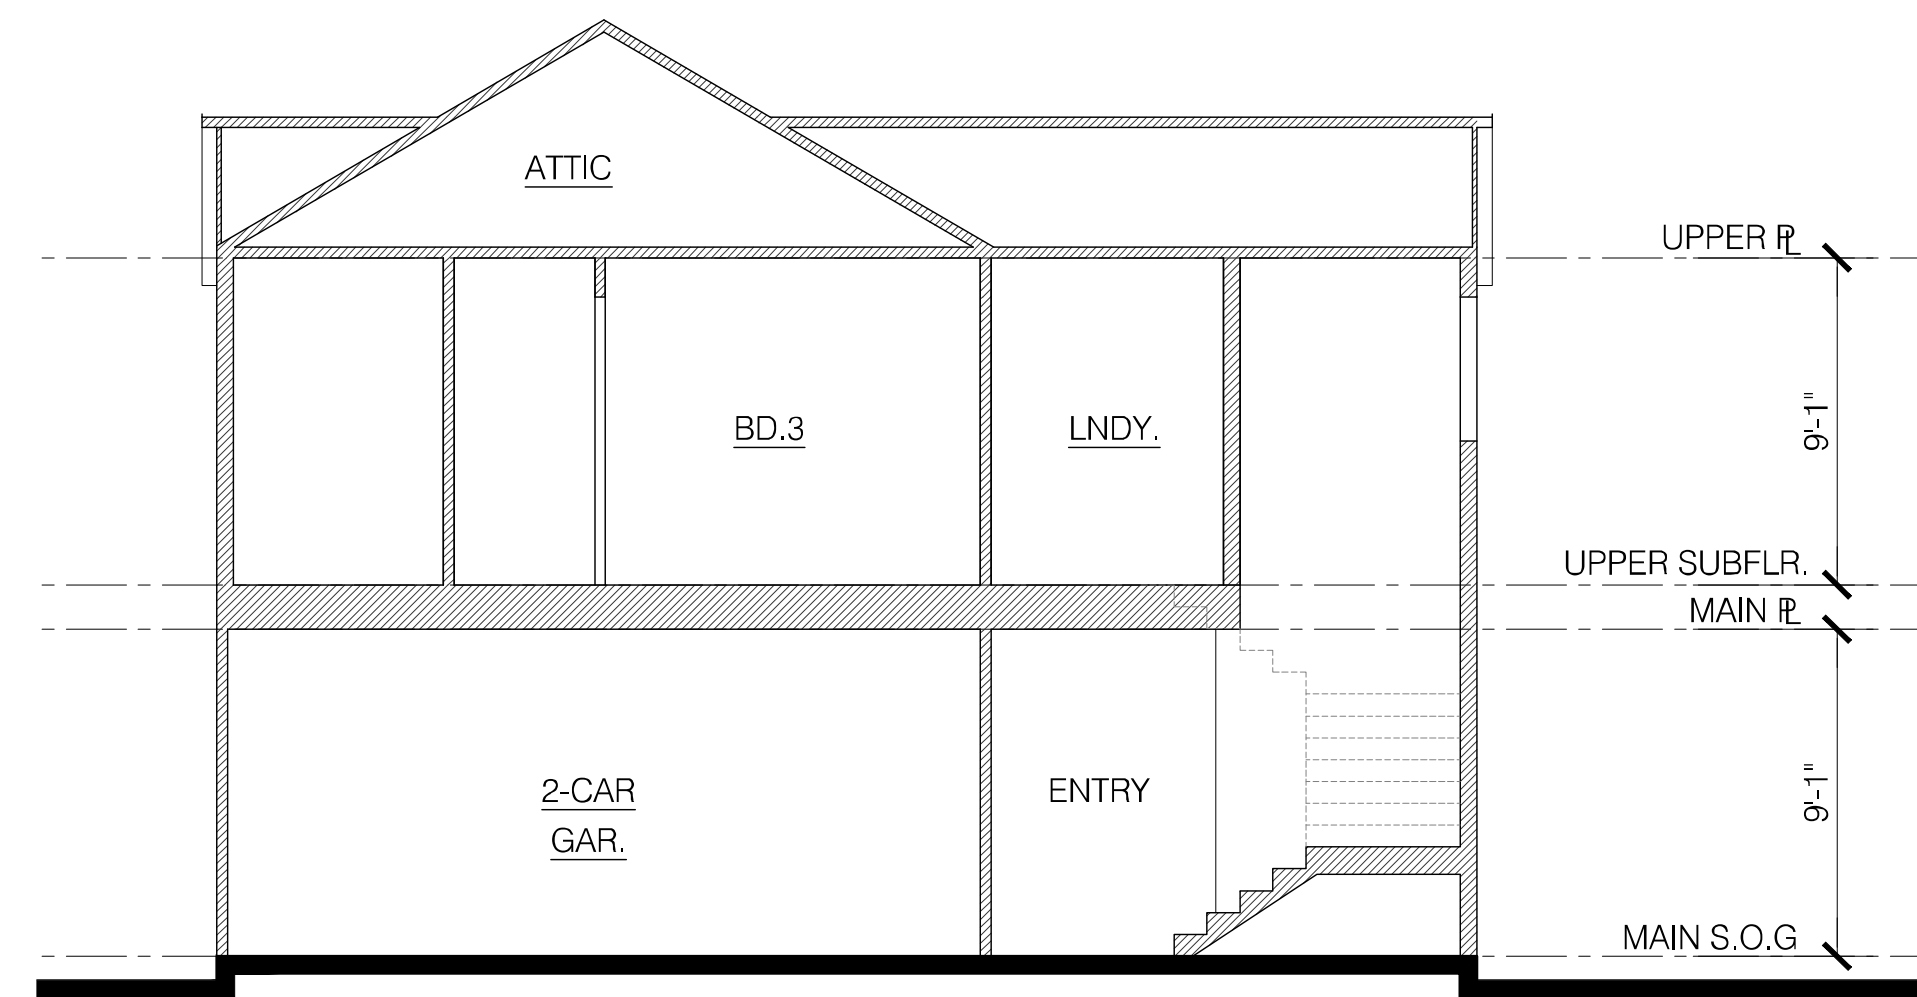 ATTIC
UPPER PL
BD.3
LNDY.
9'-1"
UPPER SUBFLR.
MAIN PL
2-CAR
GAR.
ENTRY
9'-1"
MAIN S.O.G